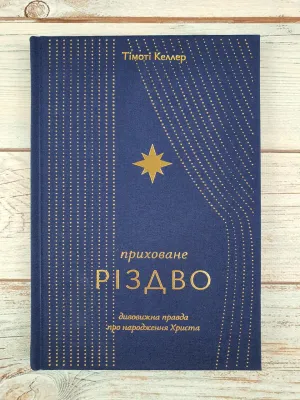 Тімоті Келлер
приховане
РІЗДВО
дивовижна правда
про народження Христа